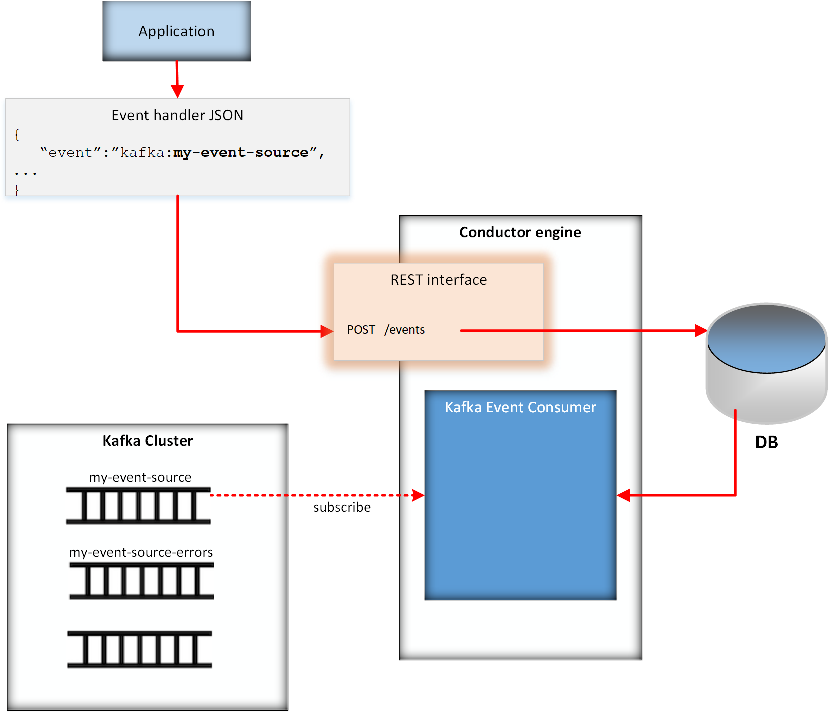 Application
Event handler JSON
{
“event”:”kafka:my-event-source”,
...
}
Conductor engine
REST interface
POST /events
Kafka Event Consumer
DB
Kafka Cluster
my-event-source
subscribe
my-event-source-errors